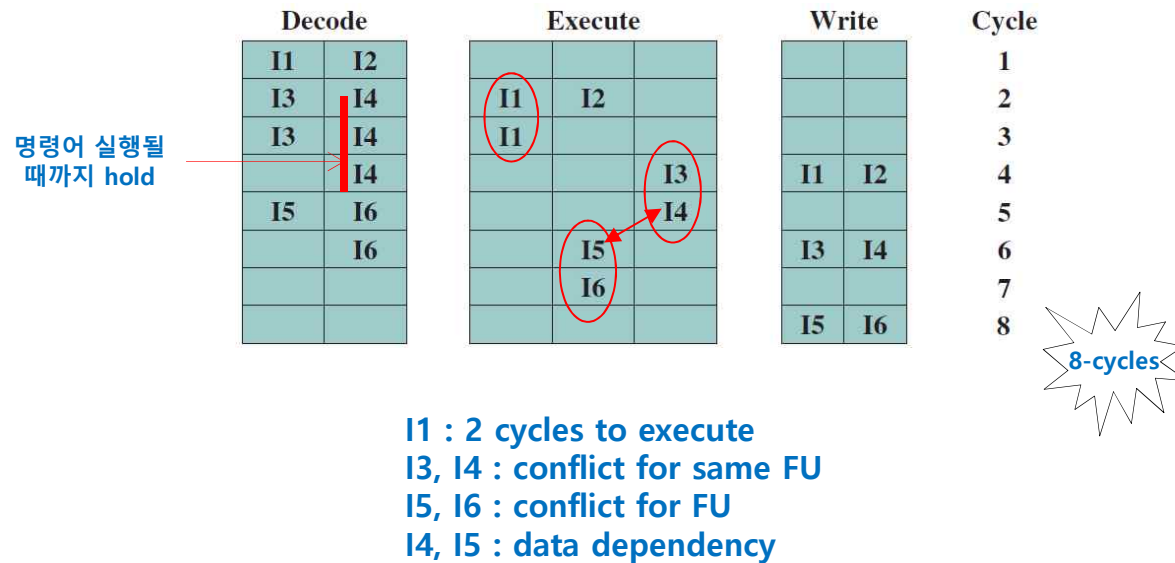 Decode Execute Write Cycle
I1 I2 1
I3 I4 I1 I2 2
I3 I4 I1 3
명령어 실행될
때까지 hold
I4 I3 I1 I2 4
I5 I6 I4 5
I6 I5 I3 I4 6
I6 7
I5 I6 8
8-cycles
I1 : 2 cycles to execute
I3, I4 : conflict for same FU
I5, I6 : conflict for FU
I4, I5 : data dependency